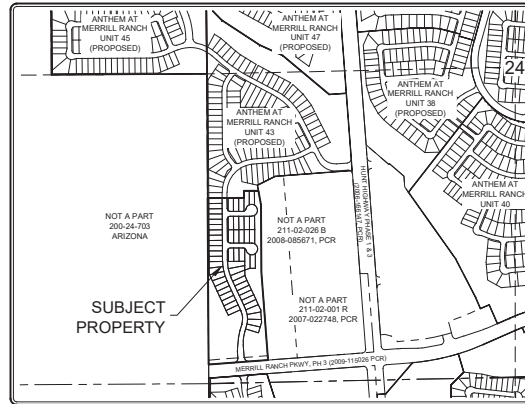 ANTHEM AT
MERRILL RANCH
UNIT 45
(PROPOSED)
ANTHEM AT
MERRILL RANCH
UNIT 47
(PROPOSED)
24
ANTHEM AT
MERRILL RANCH
UNIT 38
(PROPOSED)
ANTHEM AT
MERRILL RANCH
UNIT 43
(PROPOSED)
HUNT HIGHWAY PHASE 1 & 3
ANTHEM AT
MERRILL RANCH
UNIT 40
NOT A PART
200-24-703
ARIZONA
NOT A PART
211-02-026 B
2008-085671, PCR
NOT A PART
211-02-001 R
2007-022748, PCR
SUBJECT
PROPERTY
MERRILL RANCH PKWY, PH 3 (2009-115026 PCR)